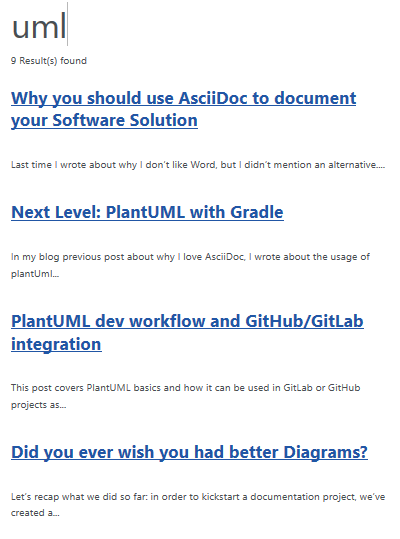 uml
9 Result(s) found
Why you should use AsciiDoc to document
your Software Solution
Last time I wrote about why I don't like Word, but I didn't mention an alternative....
Next Level: PlantUML with Gradle
In my blog previous post about why I love AsciiDoc, I wrote about the usage of
plantUml...
PlantUML dev workflow and GitHub/GitLab
integration
This post covers PlantUML basics and how it can be used in GitLab or GitHub
projects as...
Did you ever wish you had better Diagrams?
Let's recap what we did so far: in order to kickstart a documentation project, we've
created a...